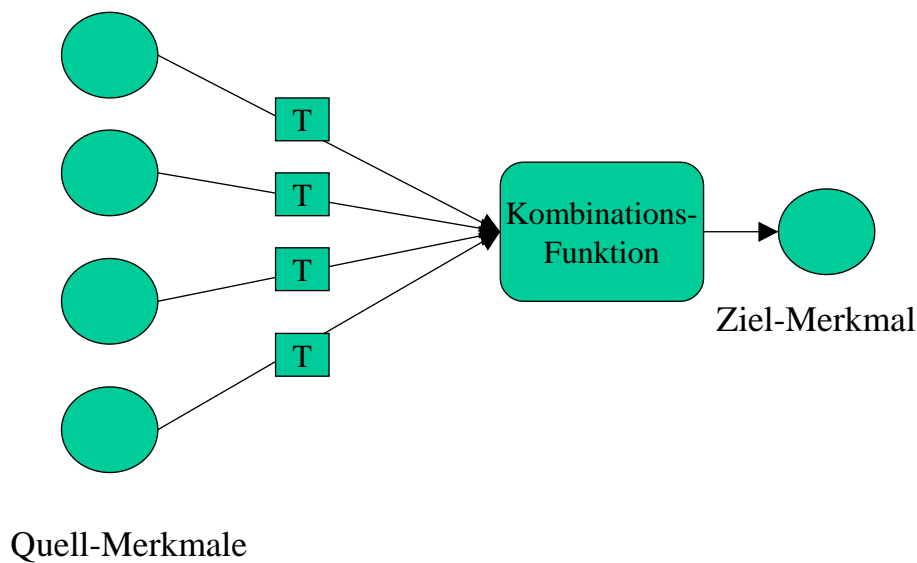 T
T
T
T
Kombinations-
Funktion
Ziel-Merkmal
Quell-Merkmale